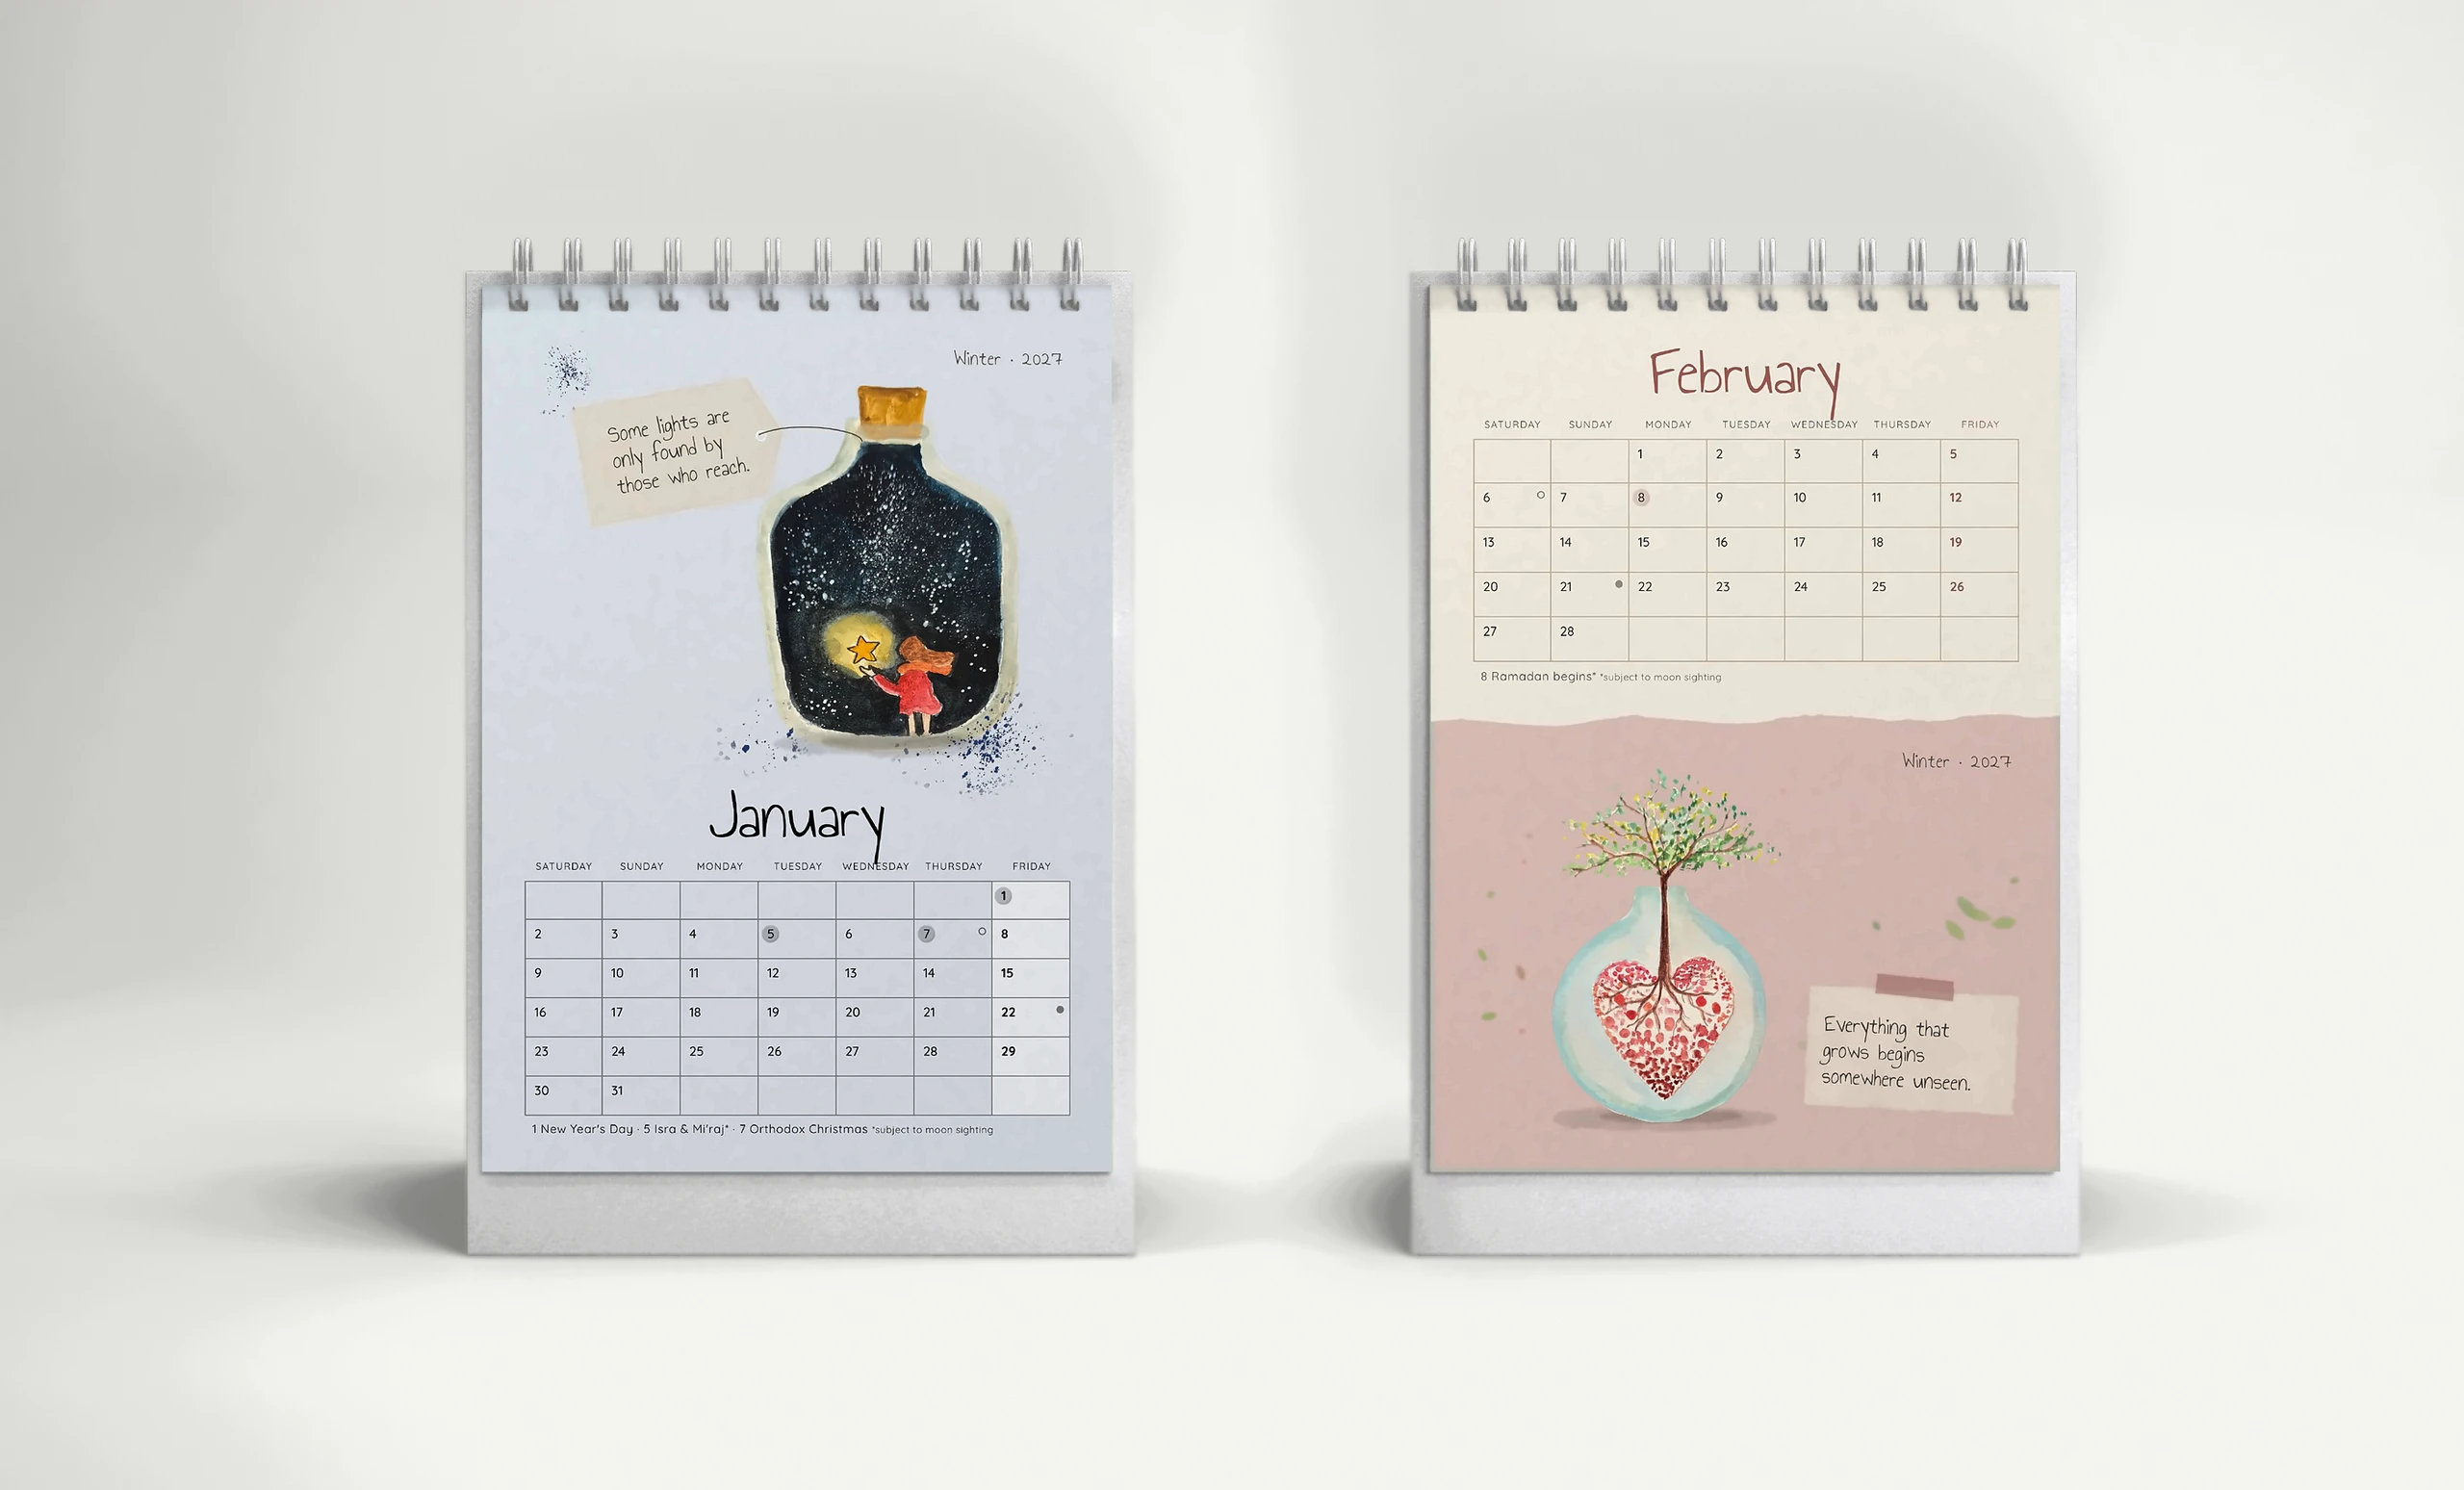 Winter · 2027
Some lights are
only found by
those who reach.
January
SATURDAY SUNDAY MONDAY TUESDAY WEDNESDAY THURSDAY FRIDAY
1
2 3 4 5 6 7 8
9 10 11 12 13 14 15
16 17 18 19 20 21 22
23 24 25 26 27 28 29
30 31
1 New Year's Day · 5 Isra & Mi'raj* · 7 Orthodox Christmas *subject to moon sighting
February
SATURDAY SUNDAY MONDAY TUESDAY WEDNESDAY THURSDAY FRIDAY
1 2 3 4 5
6 7 8 9 10 11 12
13 14 15 16 17 18 19
20 21 22 23 24 25 26
27 28
8 Ramadan begins* *subject to moon sighting
Winter · 2027
Everything that
grows begins
somewhere unseen.